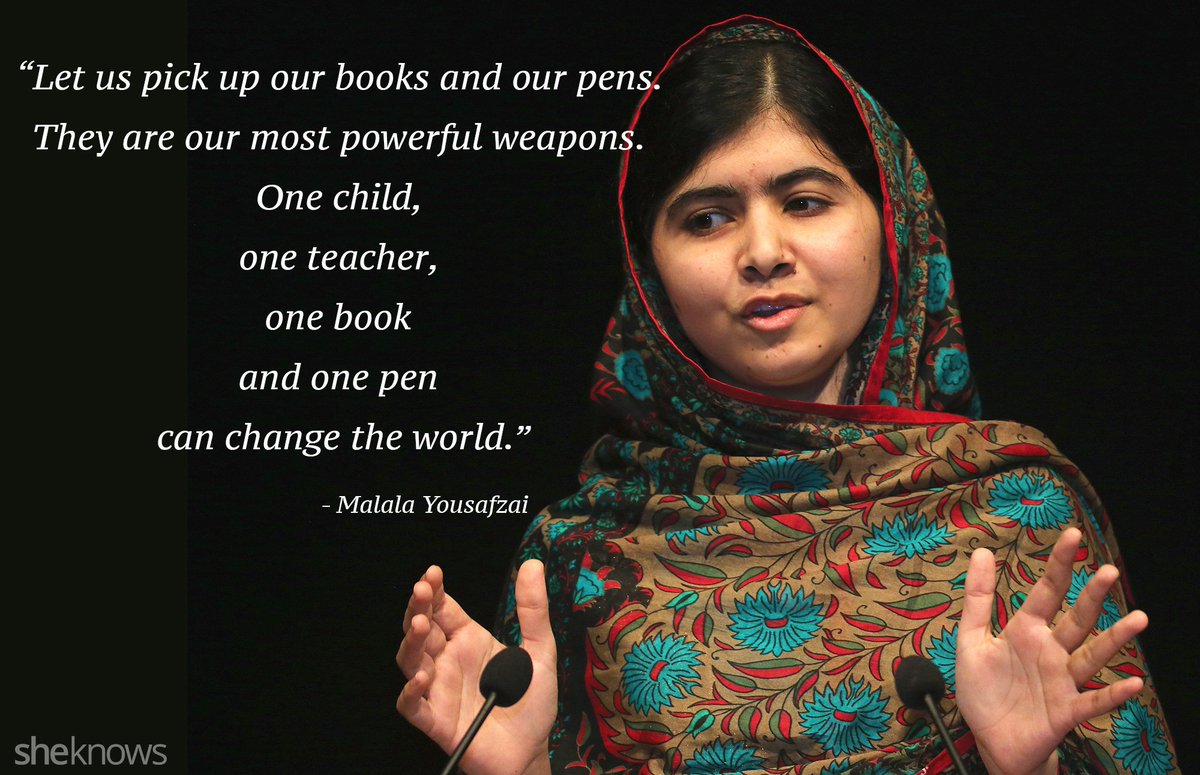 “Let us pick up our books and our pens.
They are our most powerful weapons.
One child,
one teacher,
one book
and one pen
can change the world.”
- Malala Yousafzai
sheknows